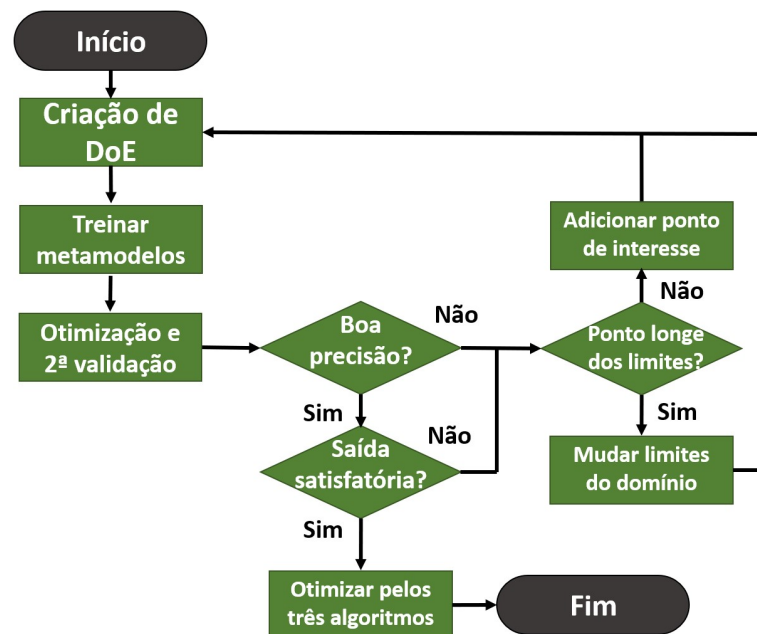 Início
Criação de
DoE
Treinar
metamodelos
Otimização e
2ª validação
Boa
precisão?
Não
Sim
Saída
satisfatória?
Não
Sim
Otimizar pelos
três algoritmos
Fim
Adicionar ponto
de interesse
Não
Ponto longe
dos limites?
Sim
Mudar limites
do domínio